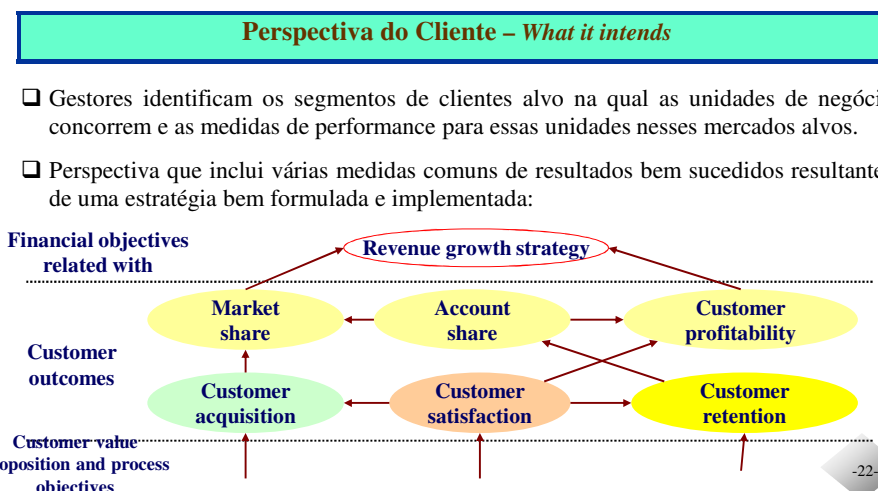 Perspectiva do Cliente – What it intends
❑ Gestores identificam os segmentos de clientes alvo na qual as unidades de negóci
concorrem e as medidas de performance para essas unidades nesses mercados alvos.
❑ Perspectiva que inclui várias medidas comuns de resultados bem sucedidos resultante
de uma estratégia bem formulada e implementada:
Financial objectives
related with
Revenue growth strategy
Market
share
Account
share
Customer
profitability
Customer
outcomes
Customer
acquisition
Customer
satisfaction
Customer
retention
Customer value
oposition and process
objectives
-22-